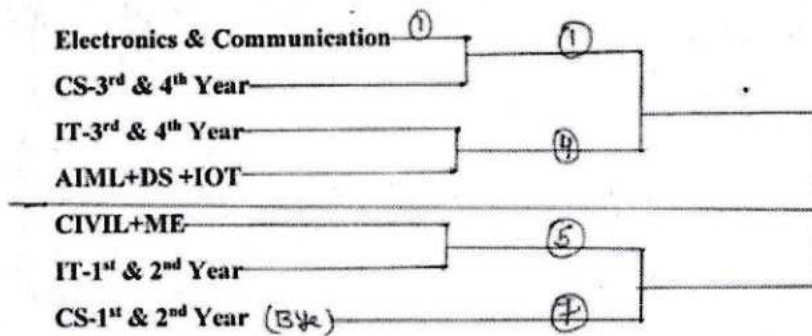 Electronics & Communication ① ①
CS-3rd & 4th Year
IT-3rd & 4th Year
④
AIML+DS +IOT
CIVIL+ME
⑤
IT-1st & 2nd Year
CS-1st & 2nd Year (Bye) ⑦